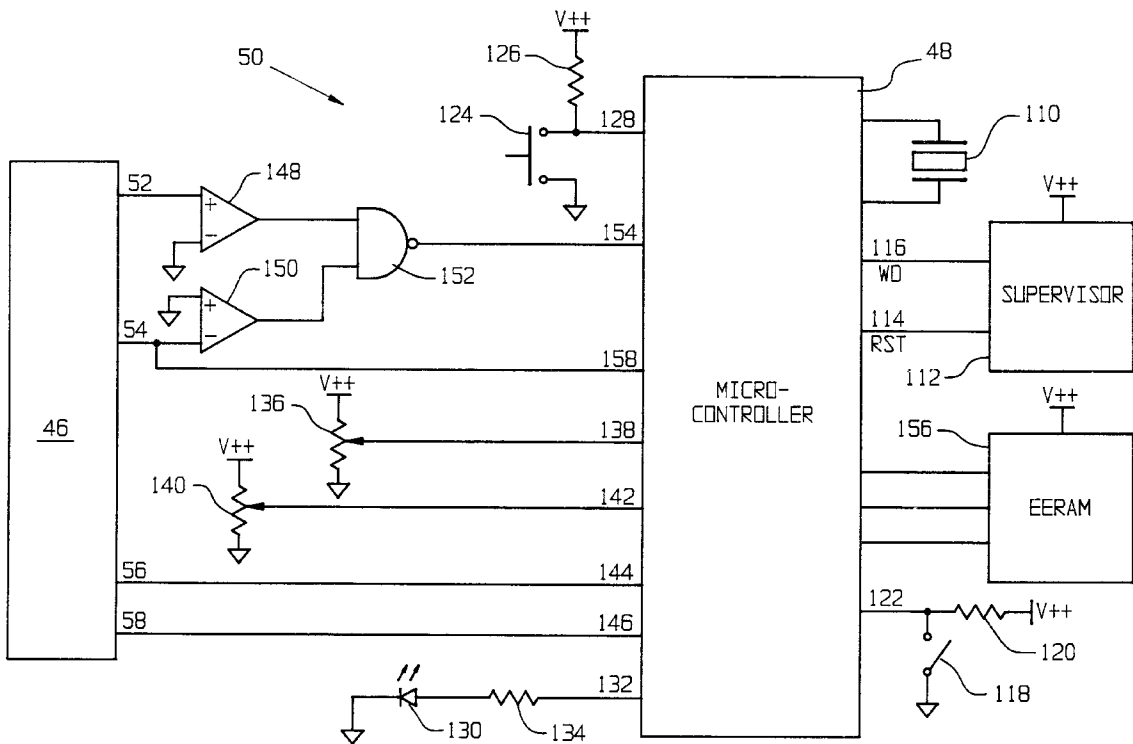 V++
50
126
48
124
128
110
52
148
V++
154
116
WD
SUPERVISOR
150
152
54
114
RST
158
112
V++
136
MICRO-
CONTROLLER
V++
156
46
138
V++
140
142
EERAM
56
144
58
146
122
V++
120
118
132
130
134